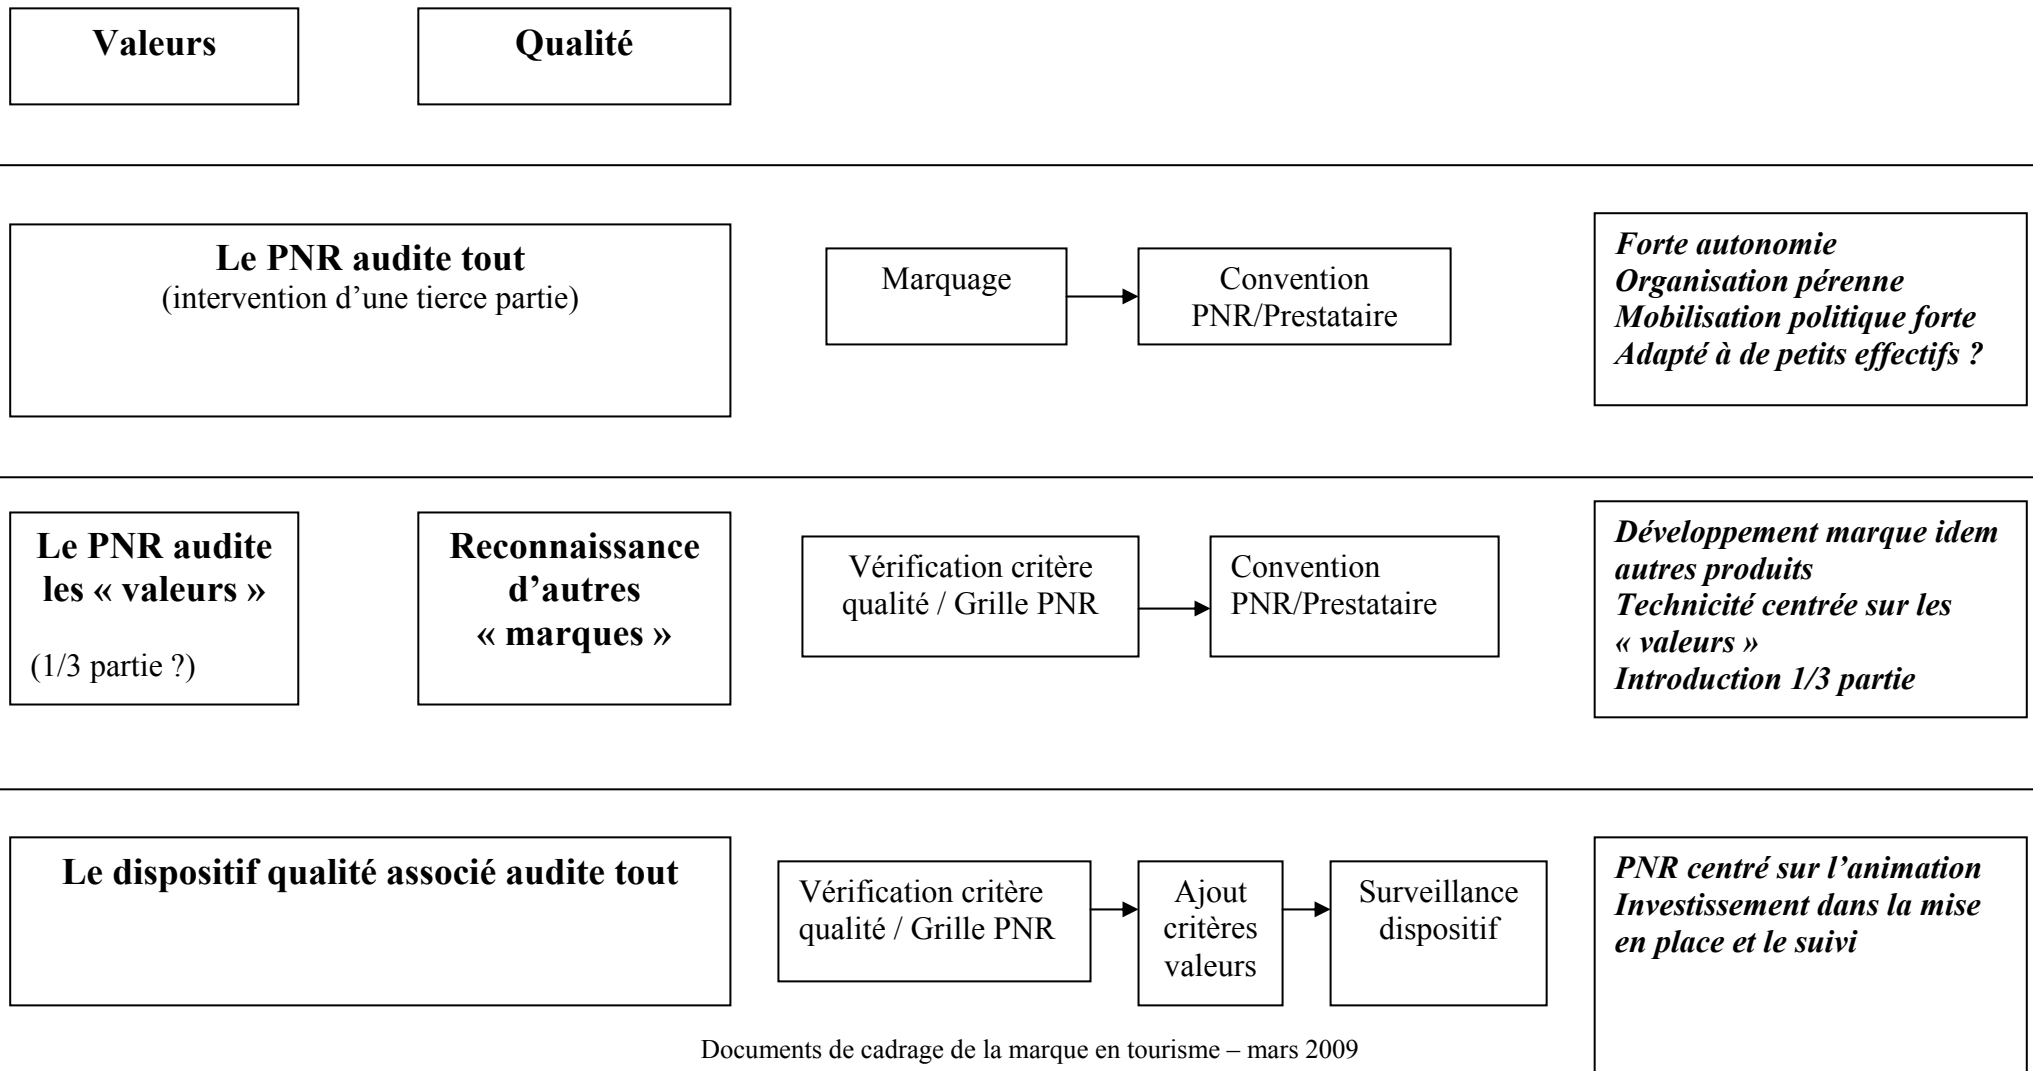 Valeurs
Qualité
Le PNR audite tout
(intervention d’une tierce partie)
Marquage
Convention
PNR/Prestataire
Forte autonomie
Organisation pérenne
Mobilisation politique forte
Adapté à de petits effectifs ?
Le PNR audite
les « valeurs »
(1/3 partie ?)
Reconnaissance
d’autres
« marques »
Vérification critère
qualité / Grille PNR
Convention
PNR/Prestataire
Développement marque idem
autres produits
Technicité centrée sur les
« valeurs »
Introduction 1/3 partie
Le dispositif qualité associé audite tout
Vérification critère
qualité / Grille PNR
Ajout
critères
valeurs
Surveillance
dispositif
PNR centré sur l’animation
Investissement dans la mise
en place et le suivi
Documents de cadrage de la marque en tourisme – mars 2009